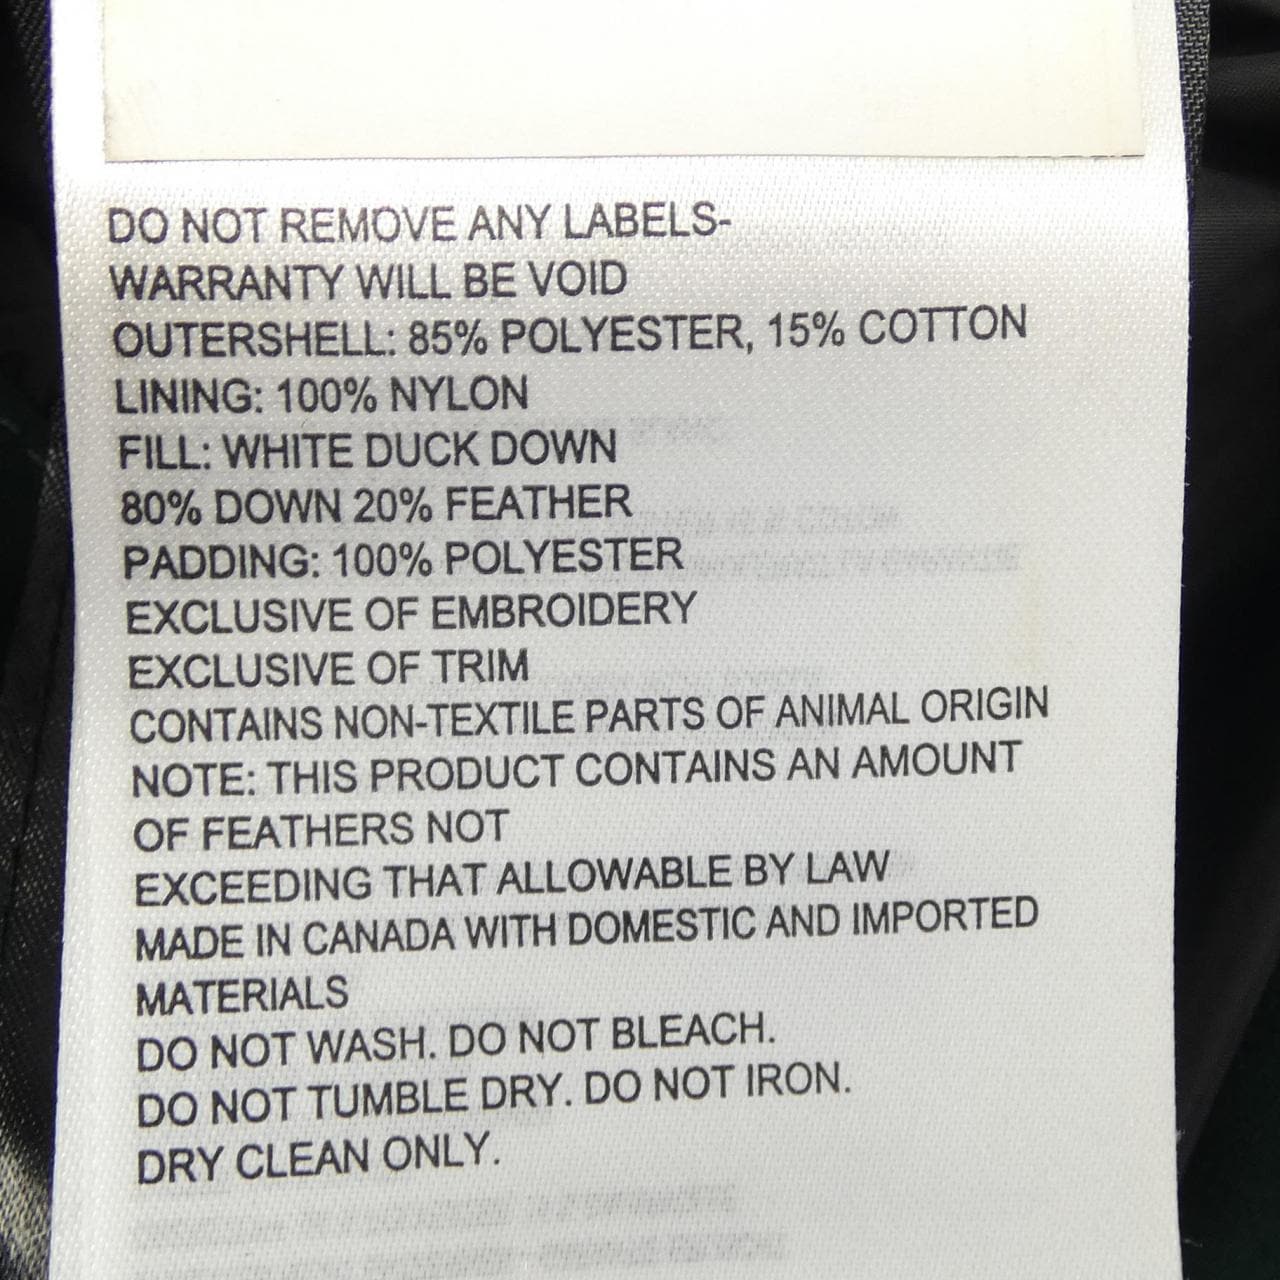 DO NOT REMOVE ANY LABELS-
WARRANTY WILL BE VOID
OUTERSHELL: 85% POLYESTER, 15% COTTON
LINING: 100% NYLON
FILL: WHITE DUCK DOWN
80% DOWN 20% FEATHER
PADDING: 100% POLYESTER
EXCLUSIVE OF EMBROIDERY
EXCLUSIVE OF TRIM
CONTAINS NON-TEXTILE PARTS OF ANIMAL ORIGIN
NOTE: THIS PRODUCT CONTAINS AN AMOUNT
OF FEATHERS NOT
EXCEEDING THAT ALLOWABLE BY LAW
MADE IN CANADA WITH DOMESTIC AND IMPORTED
MATERIALS
DO NOT WASH. DO NOT BLEACH.
DO NOT TUMBLE DRY. DO NOT IRON.
DRY CLEAN ONLY.